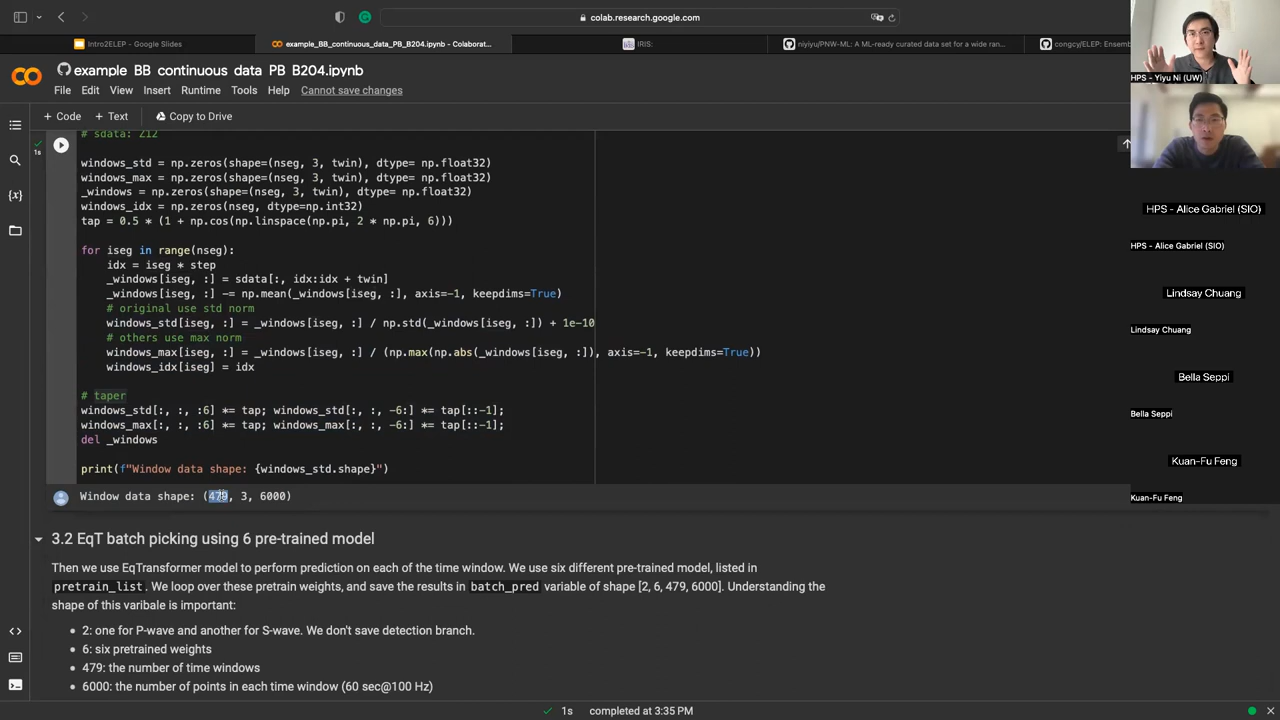 colab.research.google.com
Intro2ELEP - Google Slides
example_BB_continuous_data_PB_B204.ipynb - Colaborat...
IRIS:
niyiyu/PNW-ML: A ML-ready curated data set for a wide ran...
congcy/ELEP: Ensemb
example_BB_continuous_data_PB_B204.ipynb
File Edit View Insert Runtime Tools Help Cannot save changes
+ Code + Text Copy to Drive
1s
# sdata: Z12
windows_std = np.zeros(shape=(nseg, 3, twin), dtype= np.float32)
windows_max = np.zeros(shape=(nseg, 3, twin), dtype= np.float32)
_windows = np.zeros(shape=(nseg, 3, twin), dtype= np.float32)
windows_idx = np.zeros(nseg, dtype=np.int32)
tap = 0.5 * (1 + np.cos(np.linspace(np.pi, 2 * np.pi, 6)))
for iseg in range(nseg):
idx = iseg * step
_windows[iseg, :] = sdata[:, idx:idx + twin]
_windows[iseg, :] -= np.mean(_windows[iseg, :], axis=-1, keepdims=True)
# original use std norm
windows_std[iseg, :] = _windows[iseg, :] / np.std(_windows[iseg, :]) + 1e-10
# others use max norm
windows_max[iseg, :] = _windows[iseg, :] / (np.max(np.abs(_windows[iseg, :]), axis=-1, keepdims=True))
windows_idx[iseg] = idx
# taper
windows_std[:, :, :6] *= tap; windows_std[:, :, -6:] *= tap[::-1];
windows_max[:, :, :6] *= tap; windows_max[:, :, -6:] *= tap[::-1];
del _windows
print(f"Window data shape: {windows_std.shape}")
Window data shape: (479, 3, 6000)
3.2 EqT batch picking using 6 pre-trained model
Then we use EqTransformer model to perform prediction on each of the time window. We use six different pre-trained model, listed in
pretrain_list. We loop over these pretrain weights, and save the results in batch_pred variable of shape [2, 6, 479, 6000]. Understanding the
shape of this varibale is important:
• 2: one for P-wave and another for S-wave. We don't save detection branch.
• 6: six pretrained weights
• 479: the number of time windows
• 6000: the number of points in each time window (60 sec@100 Hz)
1s completed at 3:35 PM
HPS - Yiyu Ni (UW)
HPS - Alice Gabriel (SIO)
HPS - Alice Gabriel (SIO)
Lindsay Chuang
Lindsay Chuang
Bella Seppi
Bella Seppi
Kuan-Fu Feng
Kuan-Fu Feng